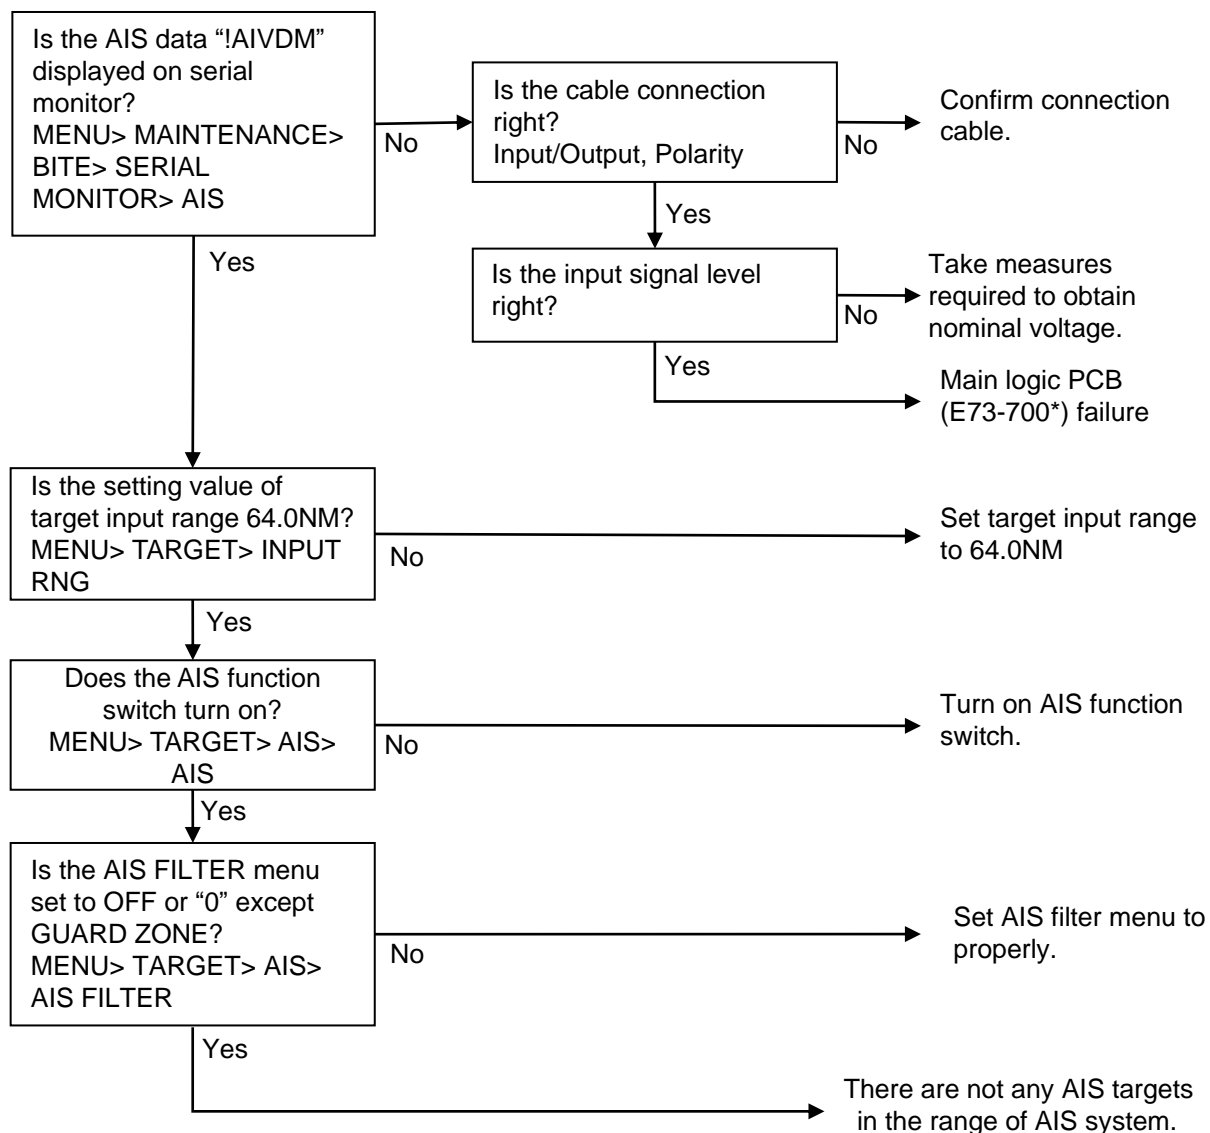 Is the AIS data “!AIVDM”
displayed on serial
monitor?
MENU> MAINTENANCE>
BITE> SERIAL
MONITOR> AIS
No
Is the cable connection
right?
Input/Output, Polarity
No
Confirm connection
cable.
Yes
Yes
Is the input signal level
right?
No
Take measures
required to obtain
nominal voltage.
Yes
Main logic PCB
(E73-700*) failure
Is the setting value of
target input range 64.0NM?
MENU> TARGET> INPUT
RNG
No
Set target input range
to 64.0NM
Yes
Does the AIS function
switch turn on?
MENU> TARGET> AIS>
AIS
No
Turn on AIS function
switch.
Yes
Is the AIS FILTER menu
set to OFF or “0” except
GUARD ZONE?
MENU> TARGET> AIS>
AIS FILTER
No
Set AIS filter menu to
properly.
Yes
There are not any AIS targets
in the range of AIS system.